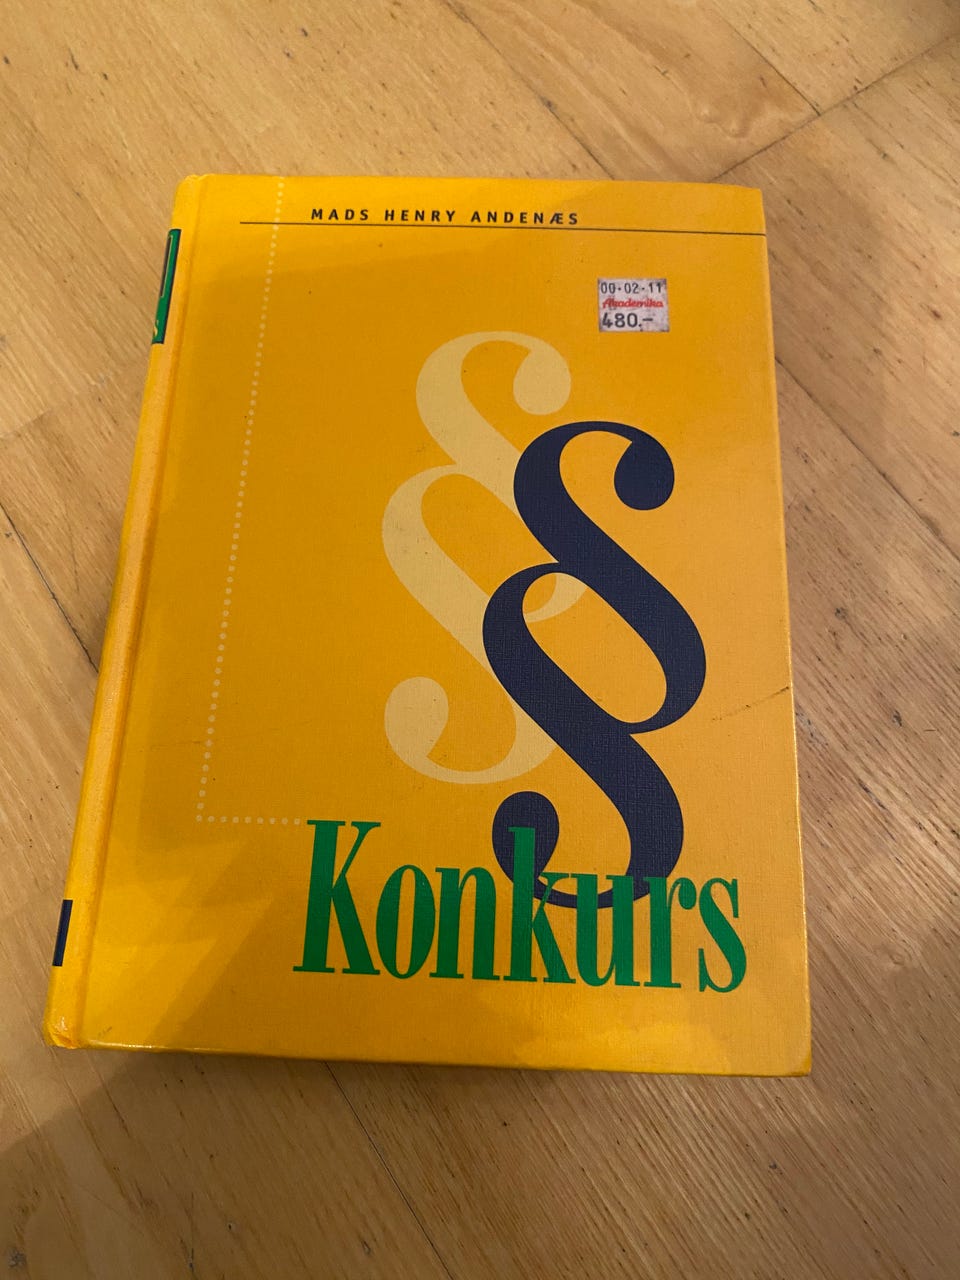 MADS HENRY ANDENÆS
00·02·11
Akademika
480.-
§
§
Konkurs
s